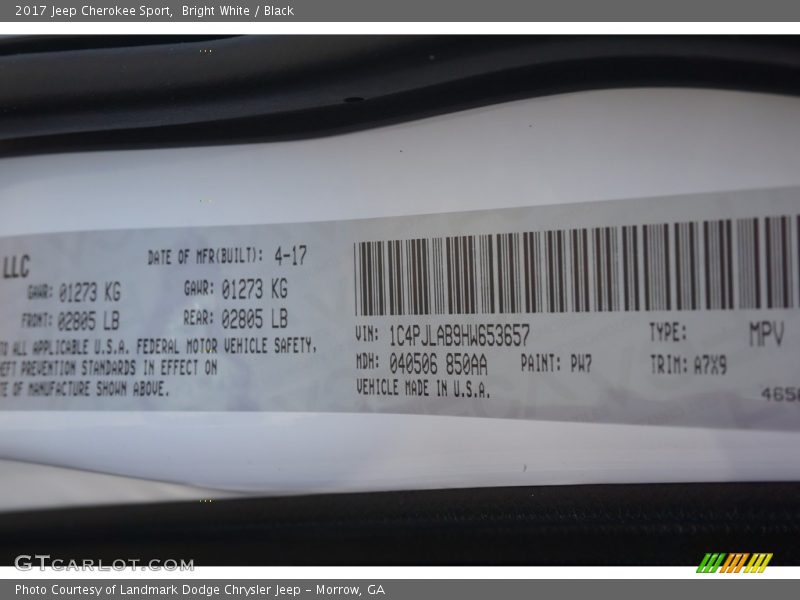 2017 Jeep Cherokee Sport, Bright White / Black
LLC
DATE OF MFR(BUILT): 4-17
GAWR: 01273 KG GAWR: 01273 KG
FRONT: 02805 LB REAR: 02805 LB
TO ALL APPLICABLE U.S.A. FEDERAL MOTOR VEHICLE SAFETY,
EFT PREVENTION STANDARDS IN EFFECT ON
TE OF MANUFACTURE SHOWN ABOVE.
VIN: 1C4PJLAB9HW653657 TYPE: MPV
MDH: 040506 850AA PAINT: PW7 TRIM: A7X9
VEHICLE MADE IN U.S.A.
465
GTCARLOT.COM
Photo Courtesy of Landmark Dodge Chrysler Jeep - Morrow, GA